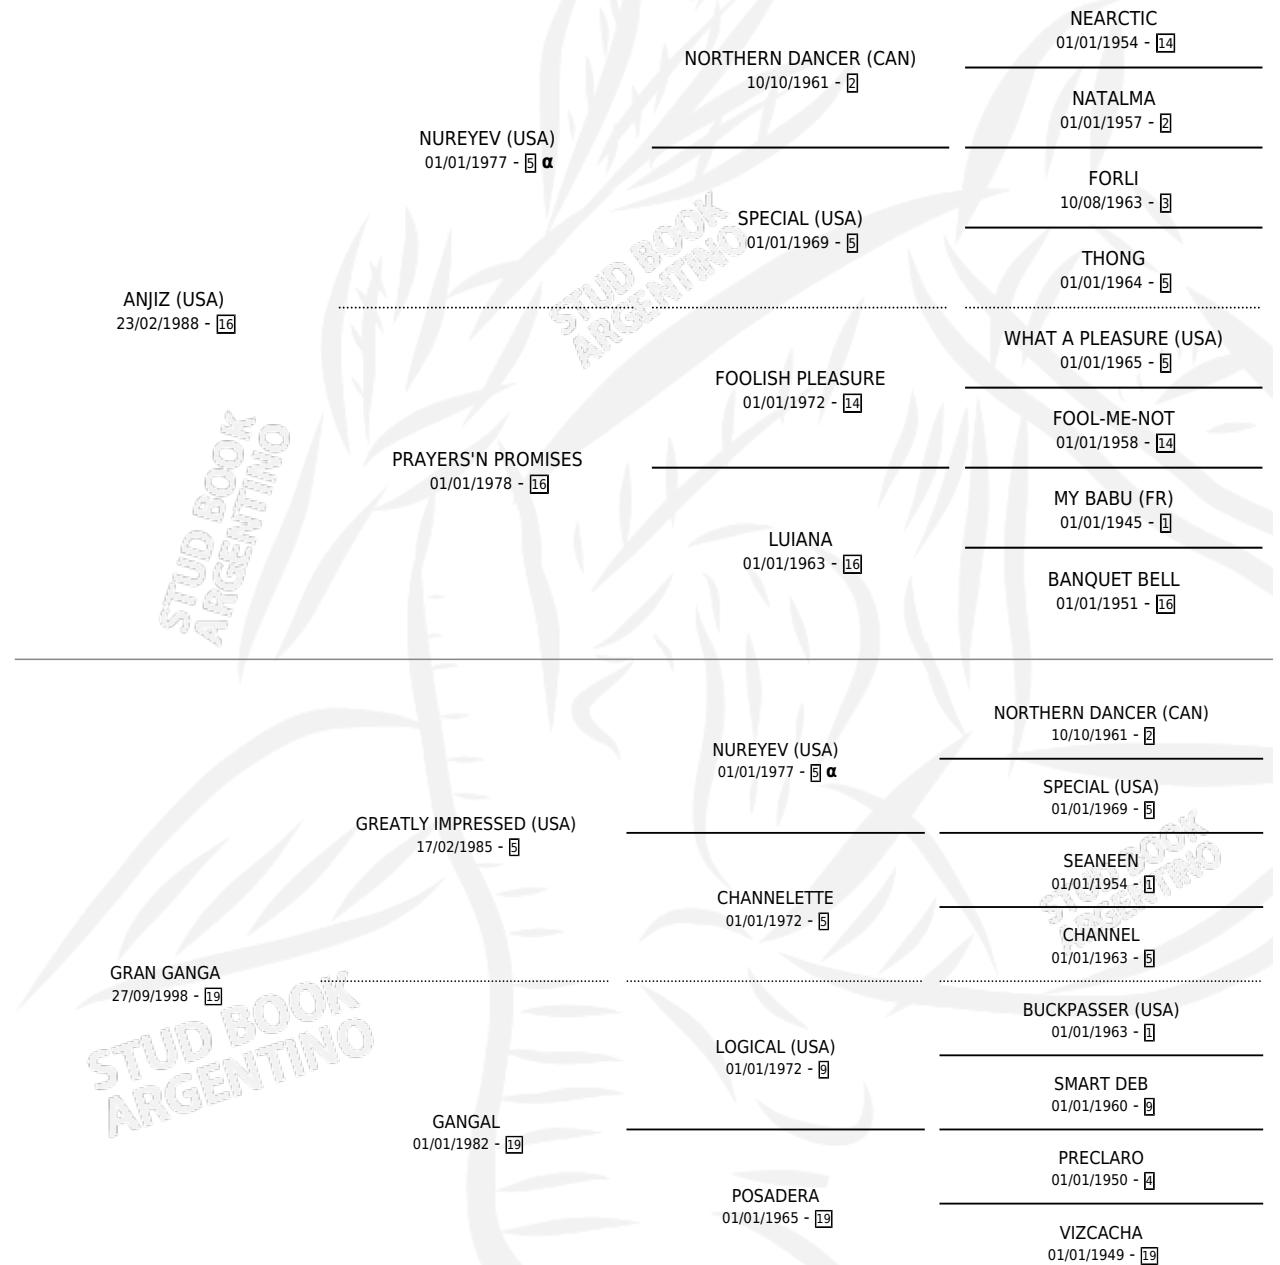 NEARCTIC
01/01/1954 - 14
NORTHERN DANCER (CAN)
10/10/1961 - 2
NATALMA
01/01/1957 - 2
NUREYEV (USA)
01/01/1977 - 5 α
FORLI
10/08/1963 - 3
SPECIAL (USA)
01/01/1969 - 5
THONG
01/01/1964 - 5
ANJIZ (USA)
23/02/1988 - 16
WHAT A PLEASURE (USA)
01/01/1965 - 5
FOOLISH PLEASURE
01/01/1972 - 14
FOOL-ME-NOT
01/01/1958 - 14
PRAYERS'N PROMISES
01/01/1978 - 16
MY BABU (FR)
01/01/1945 - 1
LUIANA
01/01/1963 - 16
BANQUET BELL
01/01/1951 - 16
NORTHERN DANCER (CAN)
10/10/1961 - 2
NUREYEV (USA)
01/01/1977 - 5 α
SPECIAL (USA)
01/01/1969 - 5
GREATLY IMPRESSED (USA)
17/02/1985 - 5
SEANEEN
01/01/1954 - 1
CHANNELETTE
01/01/1972 - 5
CHANNEL
01/01/1963 - 5
GRAN GANGA
27/09/1998 - 19
BUCKPASSER (USA)
01/01/1963 - 1
LOGICAL (USA)
01/01/1972 - 9
SMART DEB
01/01/1960 - 9
GANGAL
01/01/1982 - 19
PRECLARO
01/01/1950 - 4
POSADERA
01/01/1965 - 19
VIZCACHA
01/01/1949 - 19
STUD BOOK
ARGENTINO
STUD BOOK
ARGENTINO
STUD BOOK
ARGENTINO
STUD BOOK
ARGENTINO